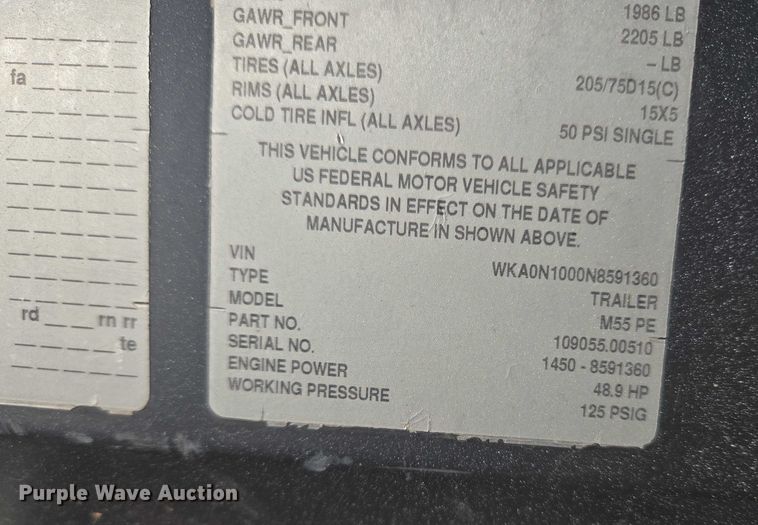 1986 LB
GAWR_FRONT 2205 LB
GAWR_REAR – LB
TIRES (ALL AXLES) 205/75D15(C)
RIMS (ALL AXLES) 15X5
COLD TIRE INFL (ALL AXLES) 50 PSI SINGLE
THIS VEHICLE CONFORMS TO ALL APPLICABLE
US FEDERAL MOTOR VEHICLE SAFETY
STANDARDS IN EFFECT ON THE DATE OF
MANUFACTURE IN SHOWN ABOVE.
VIN WKA0N1000N8591360
TYPE TRAILER
MODEL M55 PE
PART NO. 109055.00510
SERIAL NO. 1450 - 8591360
ENGINE POWER 48.9 HP
WORKING PRESSURE 125 PSIG
fa
rd ___ rn rr
te
Purple Wave Auction